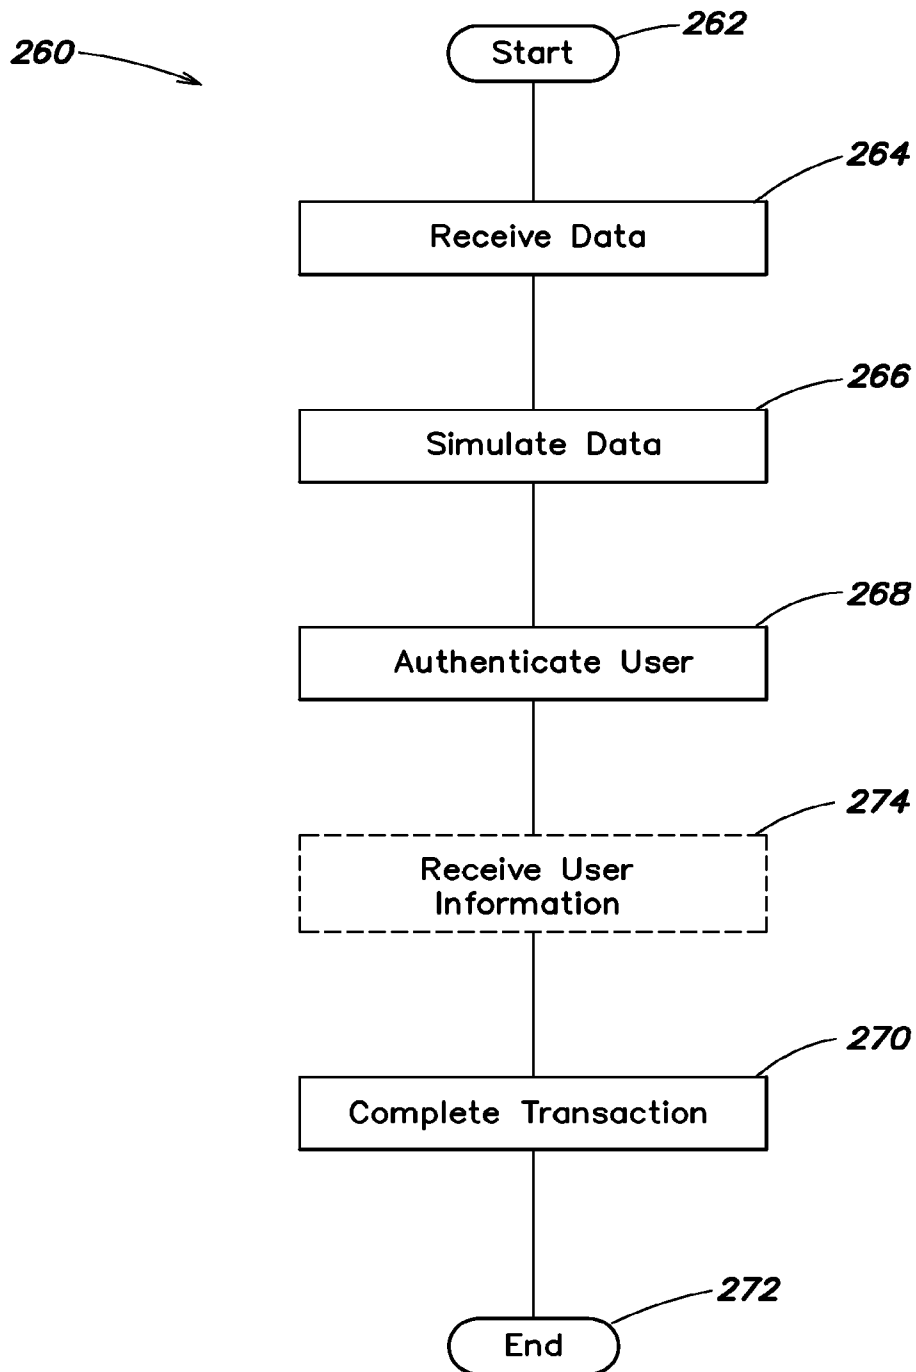 260
Start
262
264
Receive Data
266
Simulate Data
268
Authenticate User
274
Receive User
Information
270
Complete Transaction
272
End